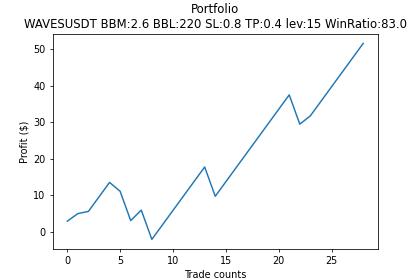 Portfolio
WAVESUSDT BBM:2.6 BBL:220 SL:0.8 TP:0.4 lev:15 WinRatio:83.0
50
40
30
20
10
0
Profit ($)
0 5 10 15 20 25
Trade counts